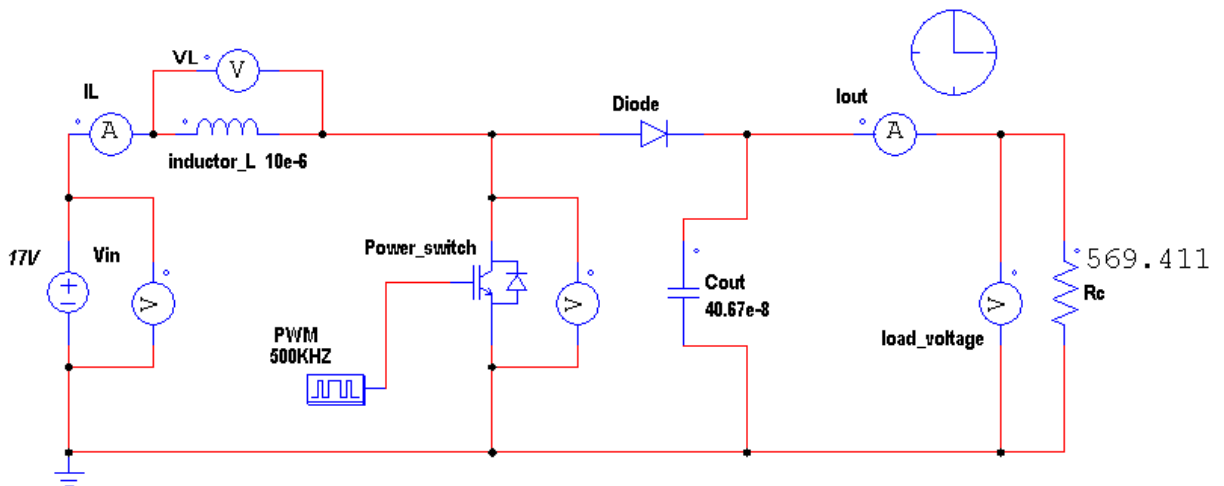 VL
V
IL
A
inductor_L 10e-6
Diode
Iout
A
17V
Vin
V
Power_switch
V
PWM
500KHZ
Cout
40.67e-8
load_voltage
V
569.411
Rc